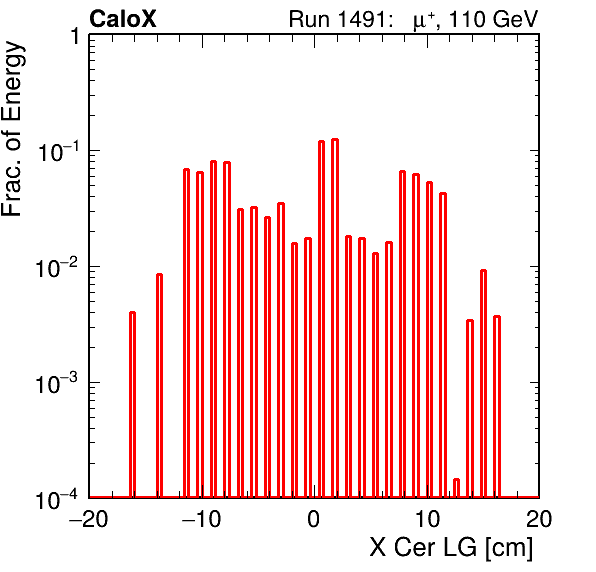 CaloX Run 1491: μ⁺, 110 GeV
Frac. of Energy
1
10⁻¹
10⁻²
10⁻³
10⁻⁴
−20 −10 0 10 20
X Cer LG [cm]